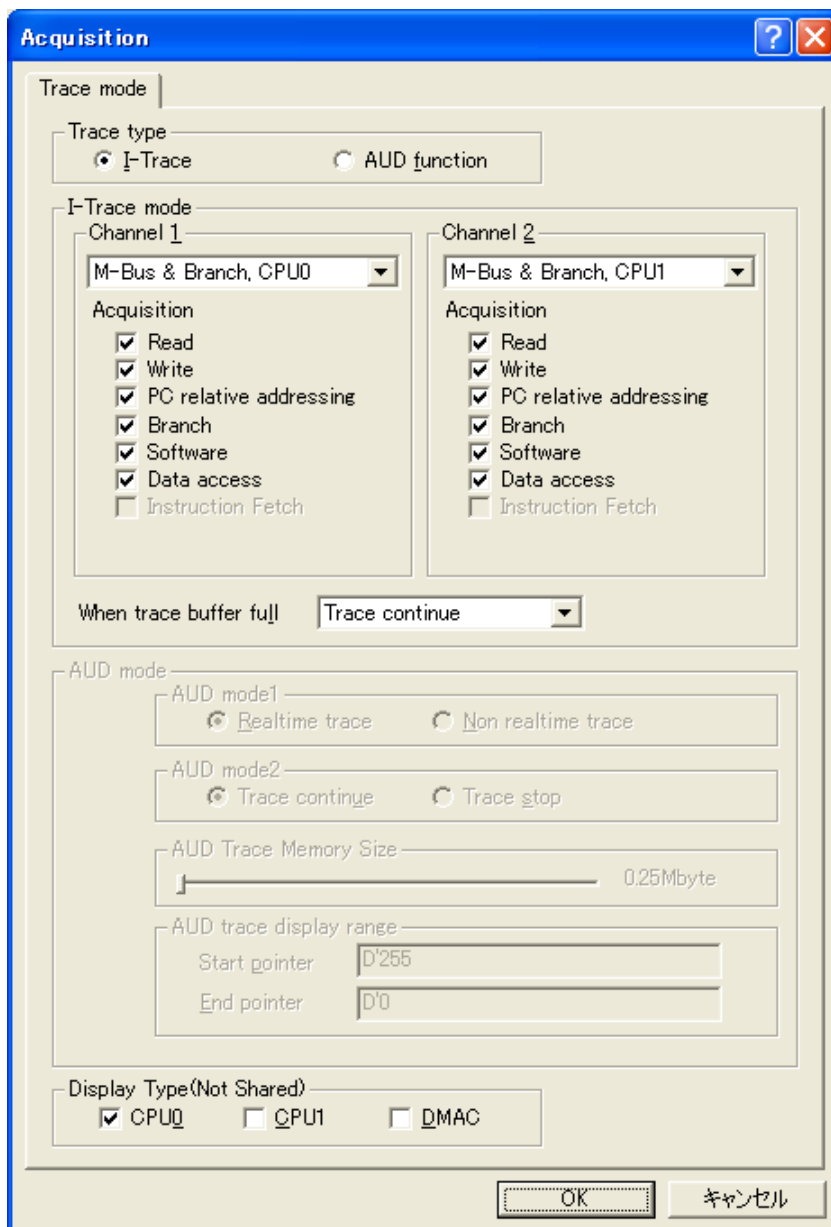 Acquisition
Trace mode
Trace type
I-Trace AUD function
I-Trace mode
Channel 1 Channel 2
M-Bus & Branch, CPU0 M-Bus & Branch, CPU1
Acquisition Acquisition
Read Read
Write Write
PC relative addressing PC relative addressing
Branch Branch
Software Software
Data access Data access
Instruction Fetch Instruction Fetch
When trace buffer full Trace continue
AUD mode
AUD mode1
Realtime trace Non realtime trace
AUD mode2
Trace continue Trace stop
AUD Trace Memory Size
0.25Mbyte
AUD trace display range
Start pointer D'255
End pointer D'0
Display Type(Not Shared)
CPU0 CPU1 DMAC
OK キャンセル